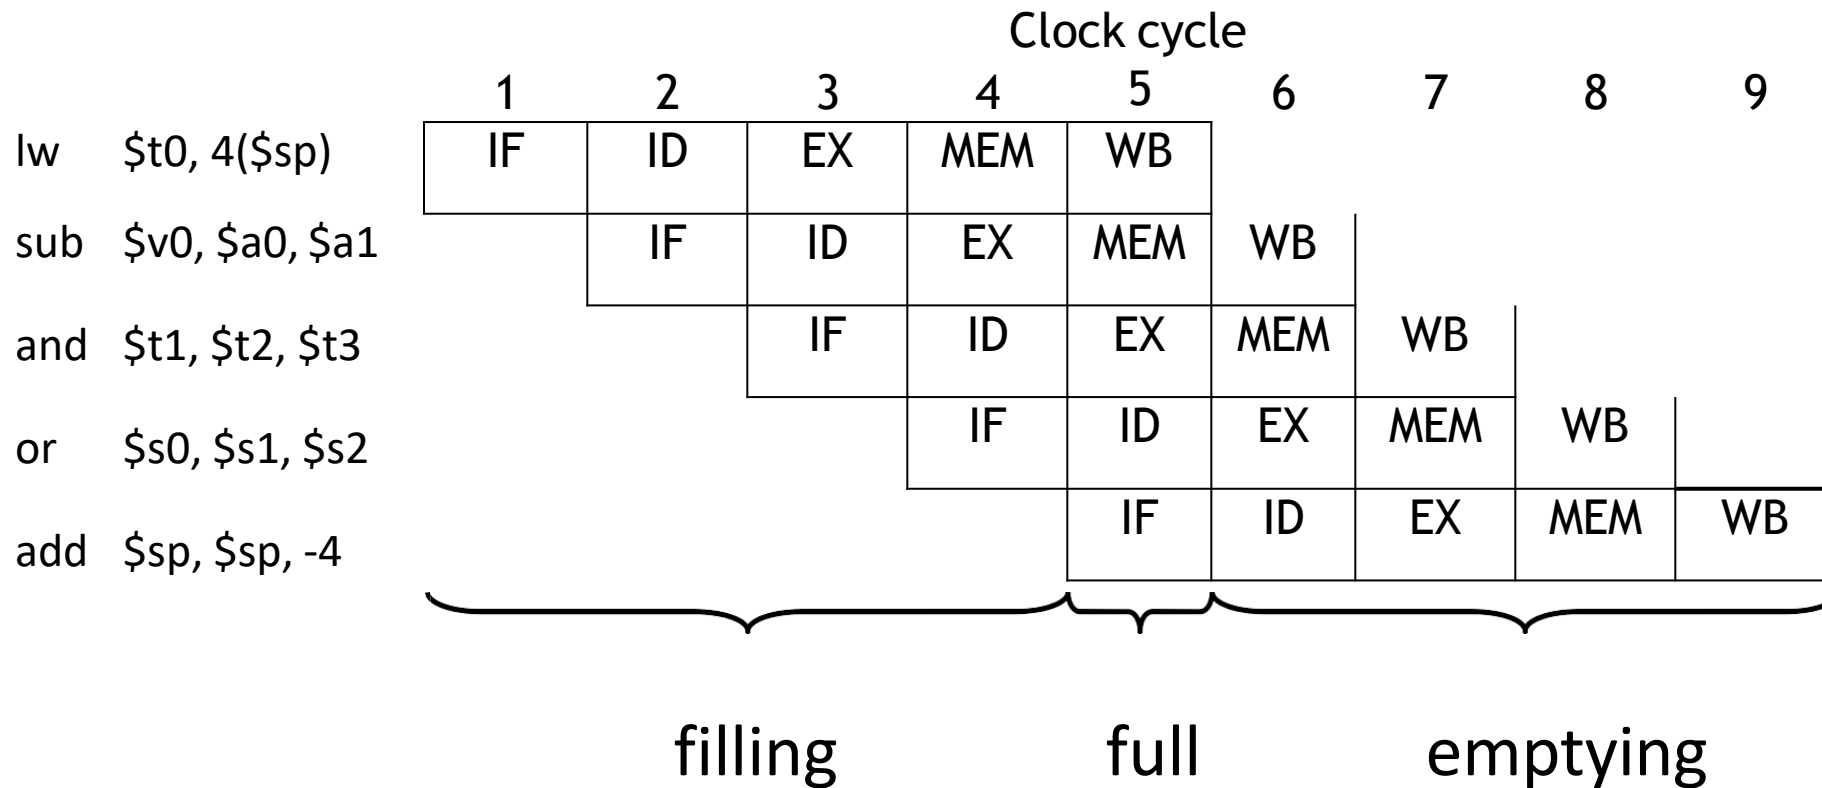 Clock cycle
1 2 3 4 5 6 7 8 9
lw $t0, 4($sp) IF ID EX MEM WB
sub $v0, $a0, $a1 IF ID EX MEM WB
and $t1, $t2, $t3 IF ID EX MEM WB
or $s0, $s1, $s2 IF ID EX MEM WB
add $sp, $sp, -4 IF ID EX MEM WB
filling full emptying